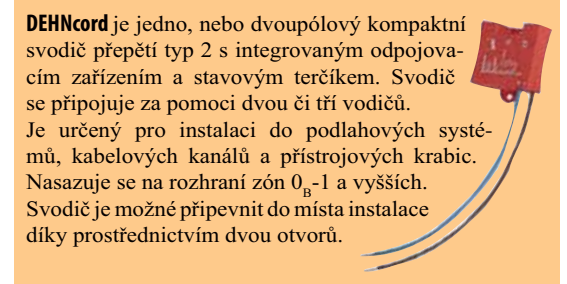 DEHNcord je jedno, nebo dvoupólový kompaktní
svodič přepětí typ 2 s integrovaným odpojova-
cím zařízením a stavovým terčíkem. Svodič
se připojuje za pomoci dvou či tří vodičů.
Je určený pro instalaci do podlahových systé-
mů, kabelových kanálů a přístrojových krabic.
Nasazuje se na rozhraní zón 0B-1 a vyšších.
Svodič je možné připevnit do místa instalace
díky prostřednictvím dvou otvorů.